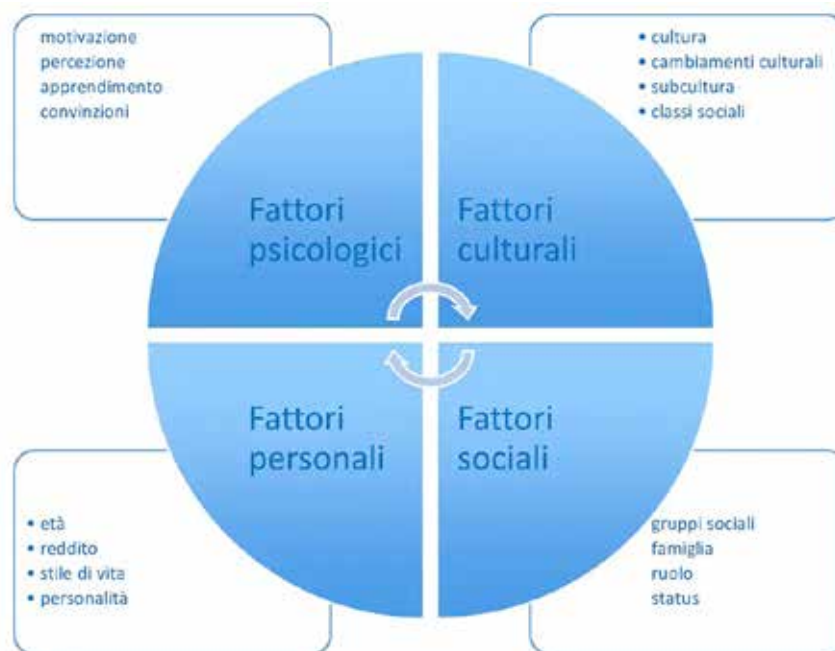 motivazione
percezione
apprendimento
convinzioni
• cultura
• cambiamenti culturali
• subcultura
• classi sociali
Fattori
psicologici
Fattori
culturali
Fattori
personali
Fattori
sociali
• età
• reddito
• stile di vita
• personalità
gruppi sociali
famiglia
ruolo
status